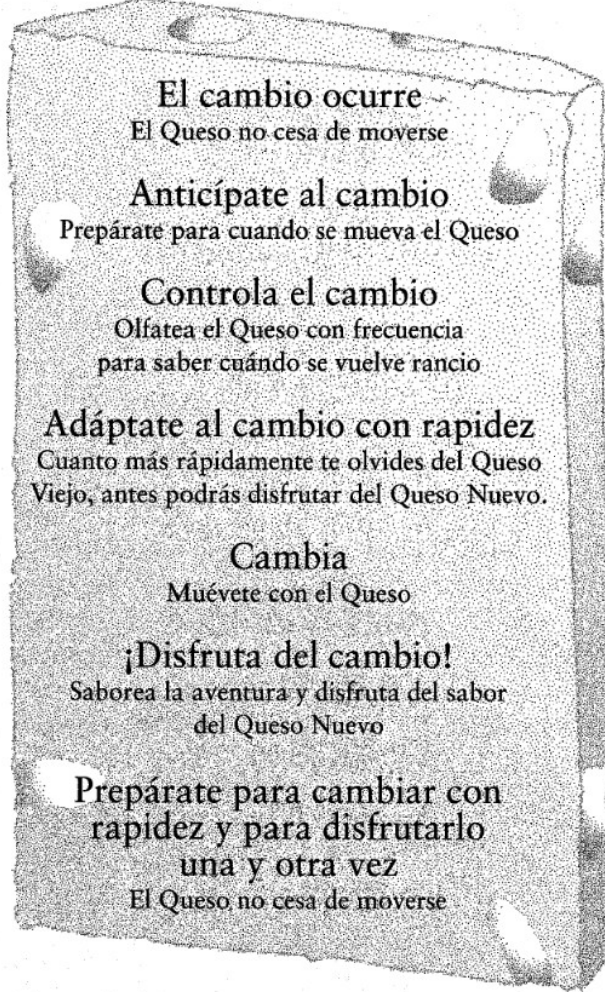 El cambio ocurre
El Queso no cesa de moverse
Anticípate al cambio
Prepárate para cuando se mueva el Queso
Controla el cambio
Olfatea el Queso con frecuencia
para saber cuándo se vuelve rancio
Adáptate al cambio con rapidez
Cuanto más rápidamente te olvides del Queso
Viejo, antes podrás disfrutar del Queso Nuevo.
Cambia
Muévete con el Queso
¡Disfruta del cambio!
Saborea la aventura y disfruta del sabor
del Queso Nuevo
Prepárate para cambiar con
rapidez y para disfrutarlo
una y otra vez
El Queso no cesa de moverse